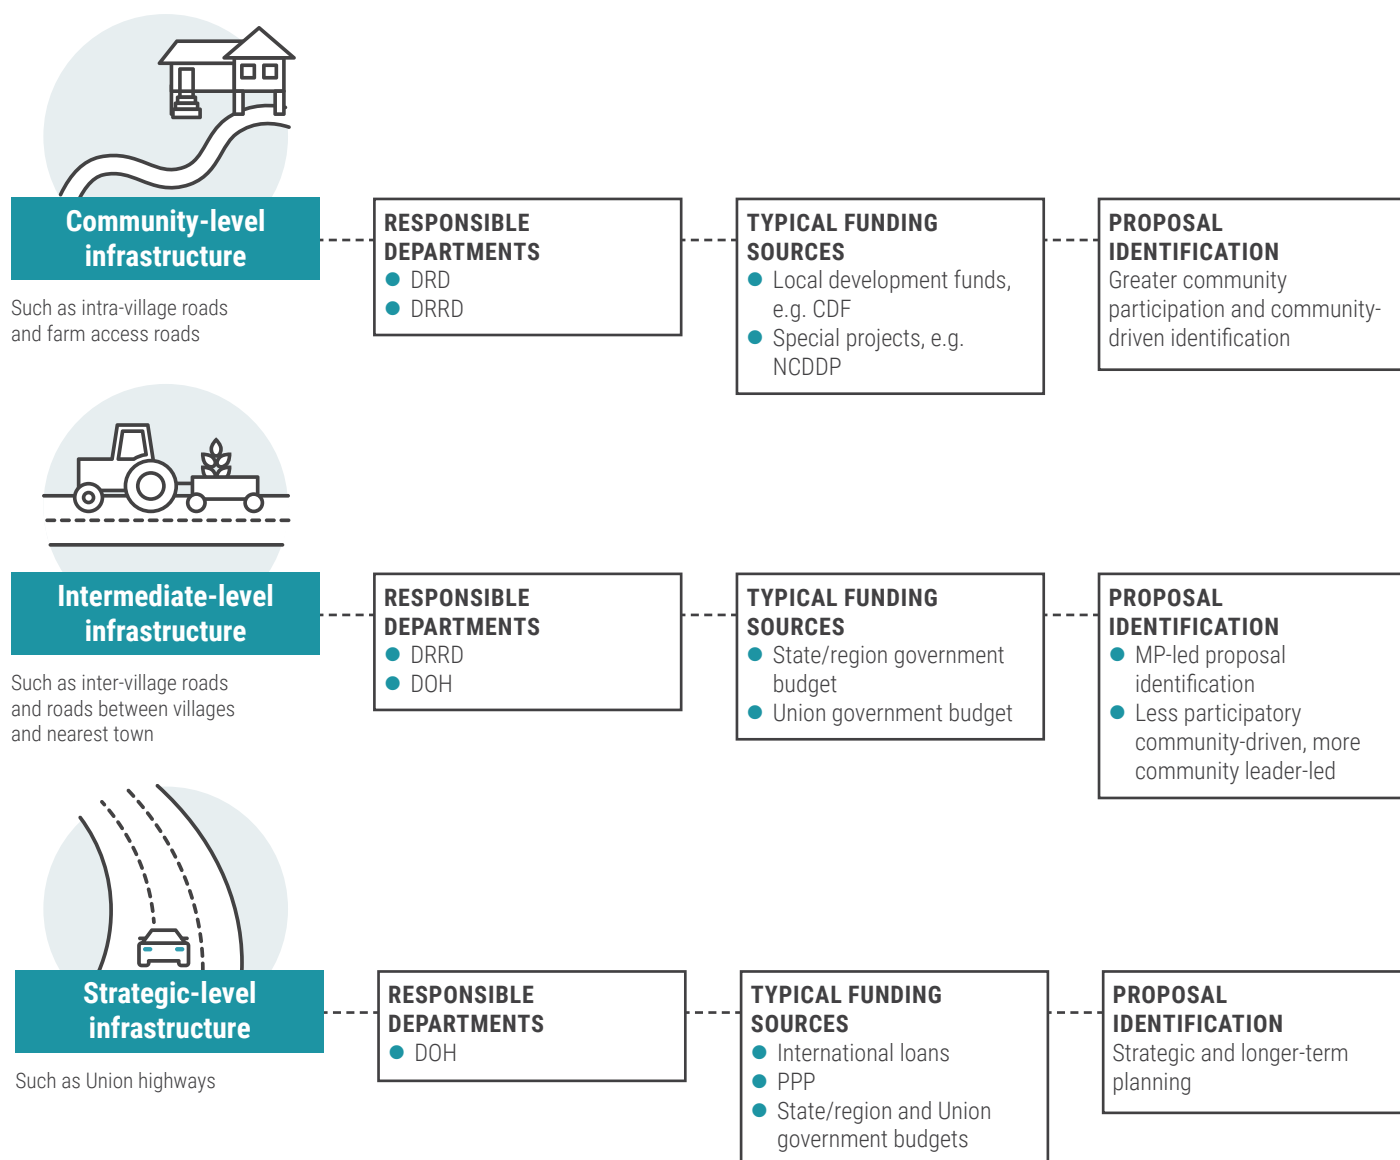 Community-level
infrastructure
Such as intra-village roads
and farm access roads
RESPONSIBLE
DEPARTMENTS
DRD
DRRD
TYPICAL FUNDING
SOURCES
Local development funds,
e.g. CDF
Special projects, e.g.
NCDDP
PROPOSAL
IDENTIFICATION
Greater community
participation and community-
driven identification
Intermediate-level
infrastructure
Such as inter-village roads
and roads between villages
and nearest town
RESPONSIBLE
DEPARTMENTS
DRRD
DOH
TYPICAL FUNDING
SOURCES
State/region government
budget
Union government budget
PROPOSAL
IDENTIFICATION
MP-led proposal
identification
Less participatory
community-driven, more
community leader-led
Strategic-level
infrastructure
Such as Union highways
RESPONSIBLE
DEPARTMENTS
DOH
TYPICAL FUNDING
SOURCES
International loans
PPP
State/region and Union
government budgets
PROPOSAL
IDENTIFICATION
Strategic and longer-term
planning